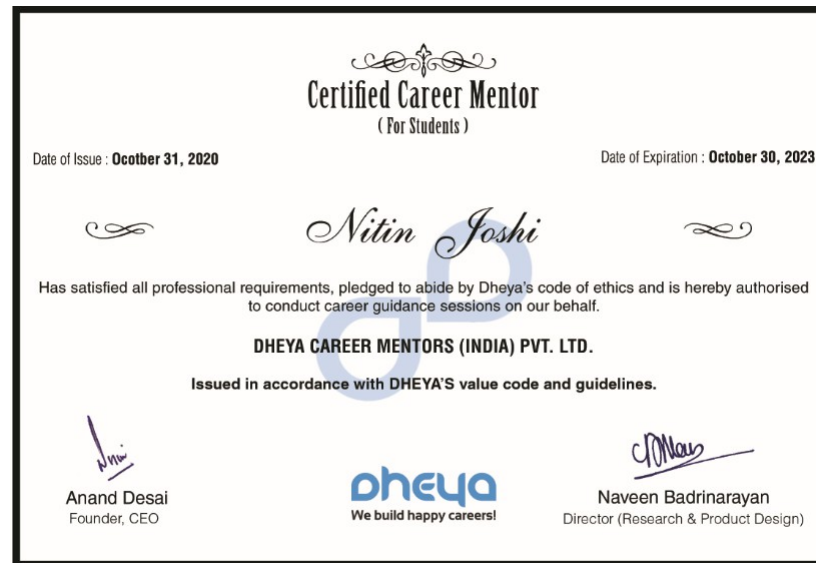 Certified Career Mentor
( For Students )
Date of Issue : Ocotber 31, 2020
Date of Expiration : October 30, 2023
Nitin Joshi
Has satisfied all professional requirements, pledged to abide by Dheya's code of ethics and is hereby authorised
to conduct career guidance sessions on our behalf.
DHEYA CAREER MENTORS (INDIA) PVT. LTD.
Issued in accordance with DHEYA'S value code and guidelines.
Anand Desai
Founder, CEO
Dheya
We build happy careers!
Naveen Badrinarayan
Director (Research & Product Design)